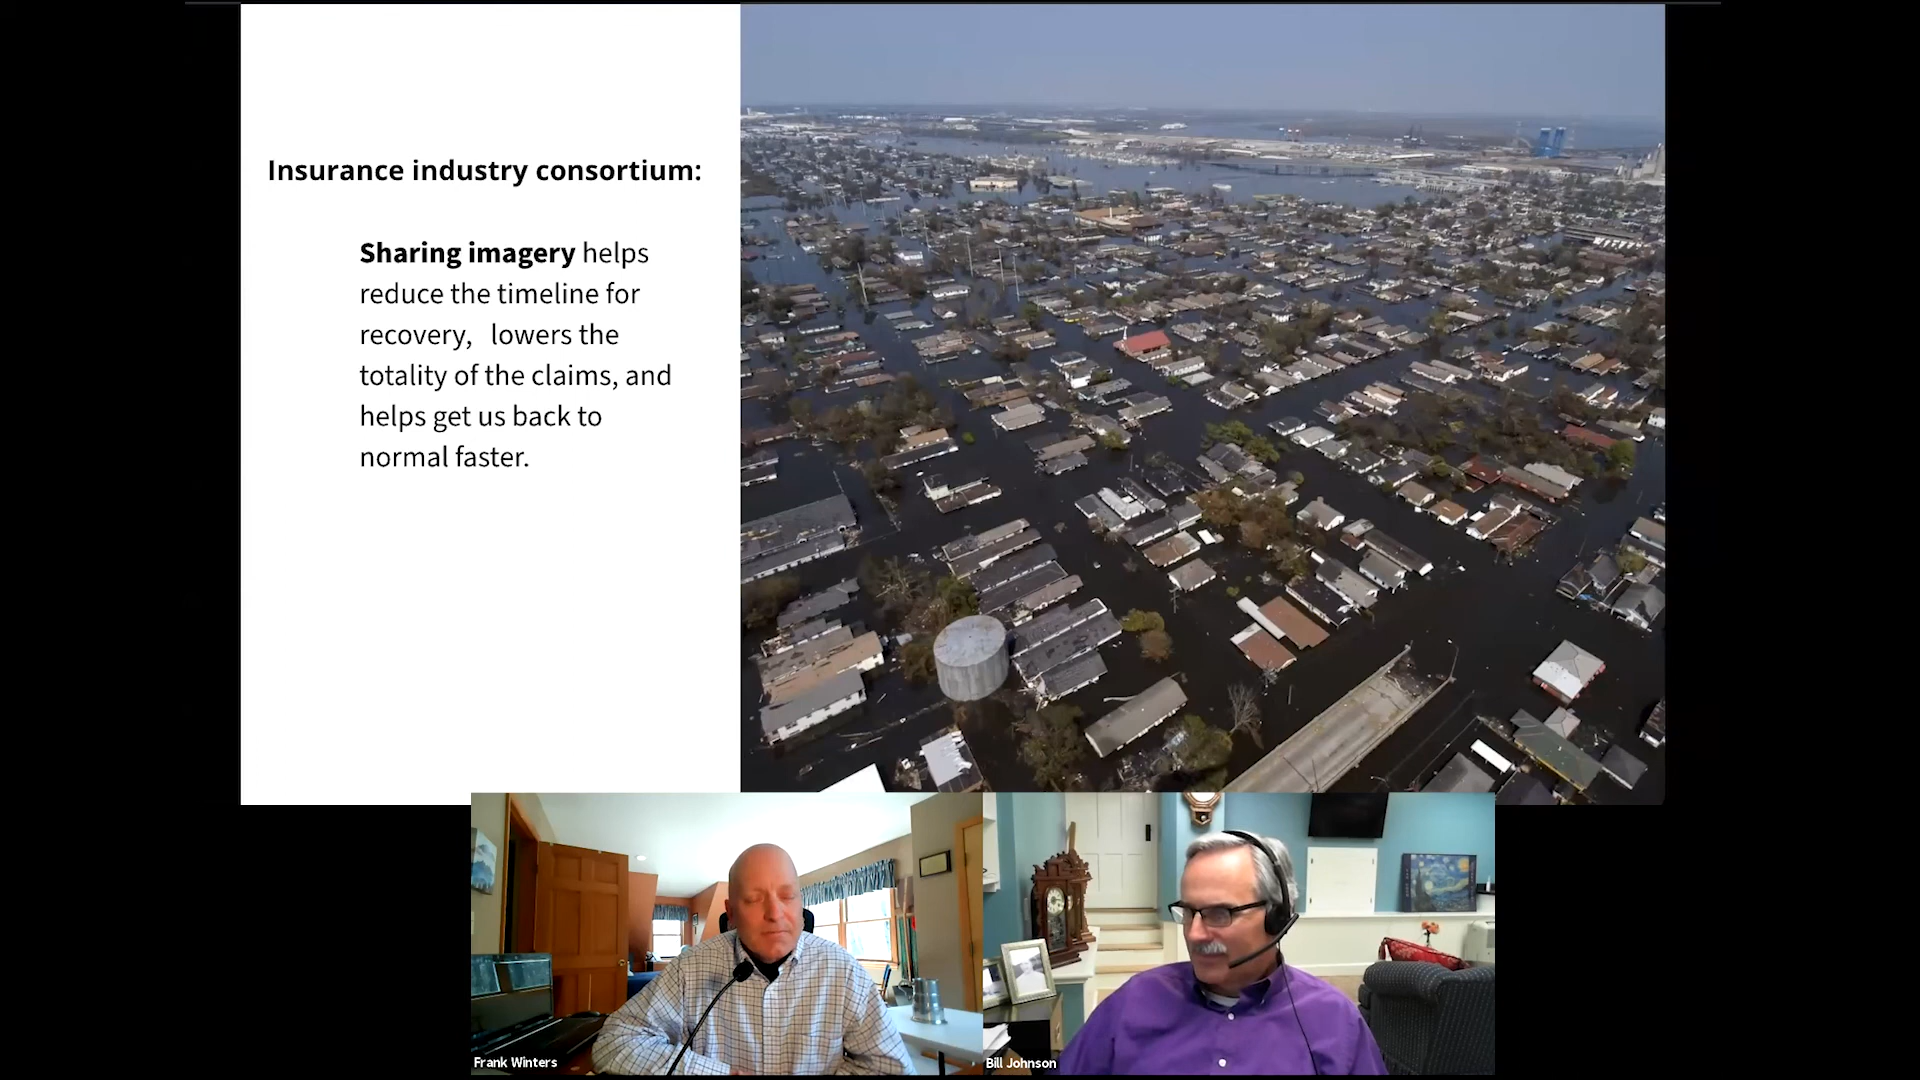 Insurance industry consortium:
Sharing imagery helps
reduce the timeline for
recovery,   lowers the
totality of the claims, and
helps get us back to
normal faster.
Frank Winters
Bill Johnson